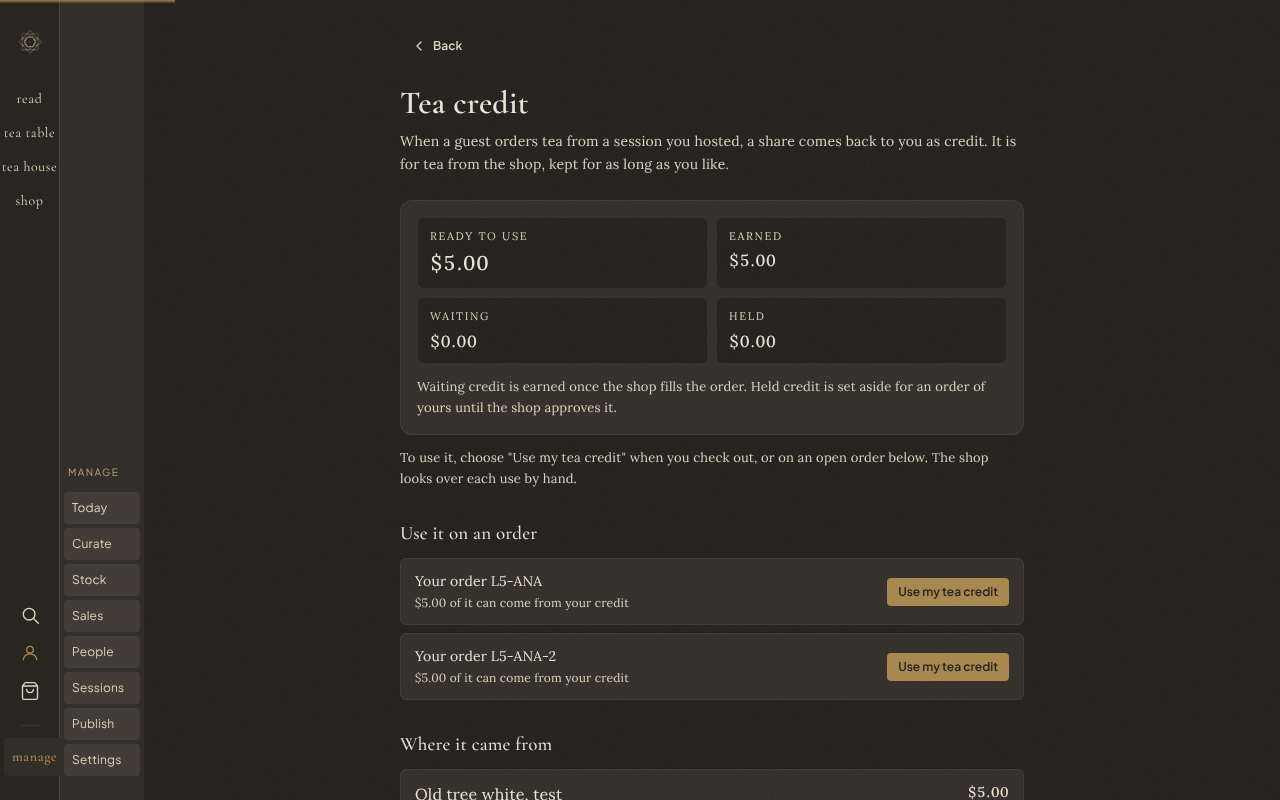 Back
read
tea table
tea house
shop
Tea credit
When a guest orders tea from a session you hosted, a share comes back to you as credit. It is
for tea from the shop, kept for as long as you like.
READY TO USE
$5.00
EARNED
$5.00
WAITING
$0.00
HELD
$0.00
Waiting credit is earned once the shop fills the order. Held credit is set aside for an order of
yours until the shop approves it.
To use it, choose "Use my tea credit" when you check out, or on an open order below. The shop
looks over each use by hand.
Use it on an order
Your order L5-ANA
$5.00 of it can come from your credit
Use my tea credit
Your order L5-ANA-2
$5.00 of it can come from your credit
Use my tea credit
Where it came from
Old tree white, test
$5.00
MANAGE
Today
Curate
Stock
Sales
People
Sessions
Publish
Settings
manage